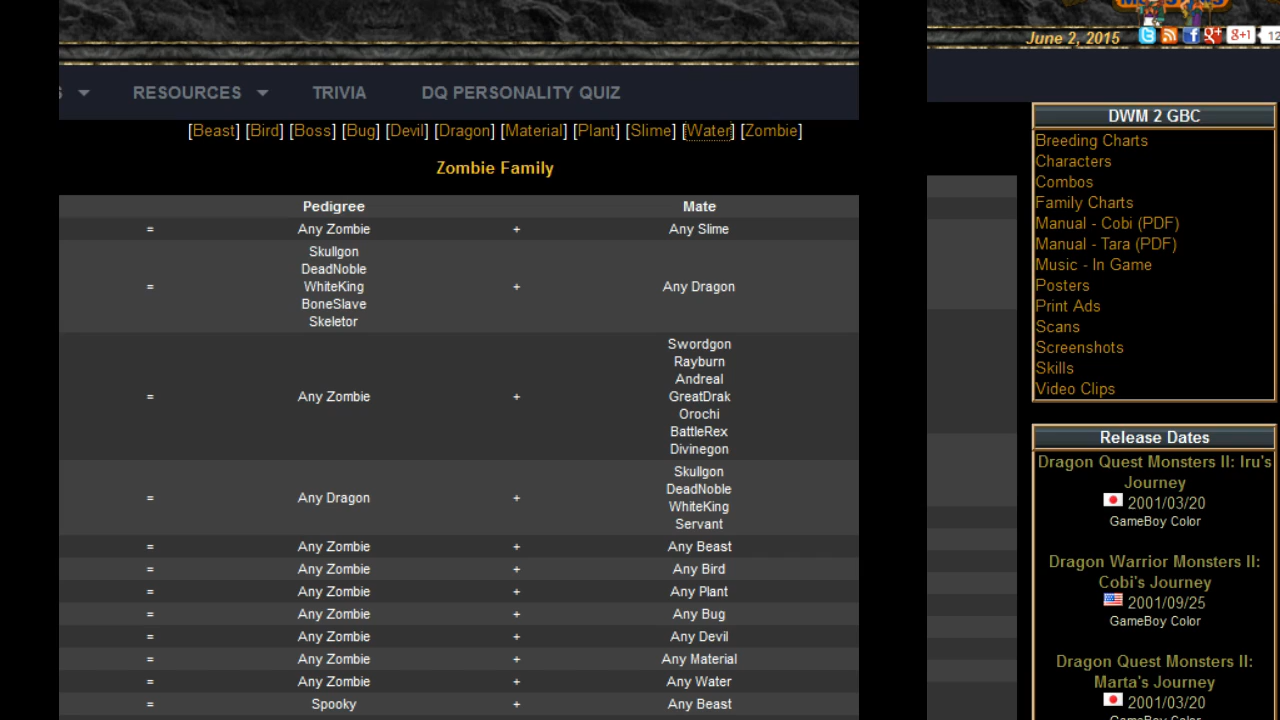 June 2, 2015
8+1
12
RESOURCES
TRIVIA
DQ PERSONALITY QUIZ
[Beast] [Bird] [Boss] [Bug] [Devil] [Dragon] [Material] [Plant] [Slime] [Water] [Zombie]
Zombie Family
Pedigree Mate
= Any Zombie + Any Slime
Skullgon
DeadNoble
= WhiteKing + Any Dragon
BoneSlave
Skeletor
Swordgon
Rayburn
Andreal
= Any Zombie + GreatDrak
Orochi
BattleRex
Divinegon
Skullgon
DeadNoble
= Any Dragon +
WhiteKing
Servant
= Any Zombie + Any Beast
= Any Zombie + Any Bird
= Any Zombie + Any Plant
= Any Zombie + Any Bug
= Any Zombie + Any Devil
= Any Zombie + Any Material
= Any Zombie + Any Water
= Spooky + Any Beast
DWM 2 GBC
Breeding Charts
Characters
Combos
Family Charts
Manual - Cobi (PDF)
Manual - Tara (PDF)
Music - In Game
Posters
Print Ads
Scans
Screenshots
Skills
Video Clips
Release Dates
Dragon Quest Monsters II: Iru's
Journey
2001/03/20
GameBoy Color
Dragon Warrior Monsters II:
Cobi's Journey
2001/09/25
GameBoy Color
Dragon Quest Monsters II:
Marta's Journey
2001/03/20
GameBoy Color